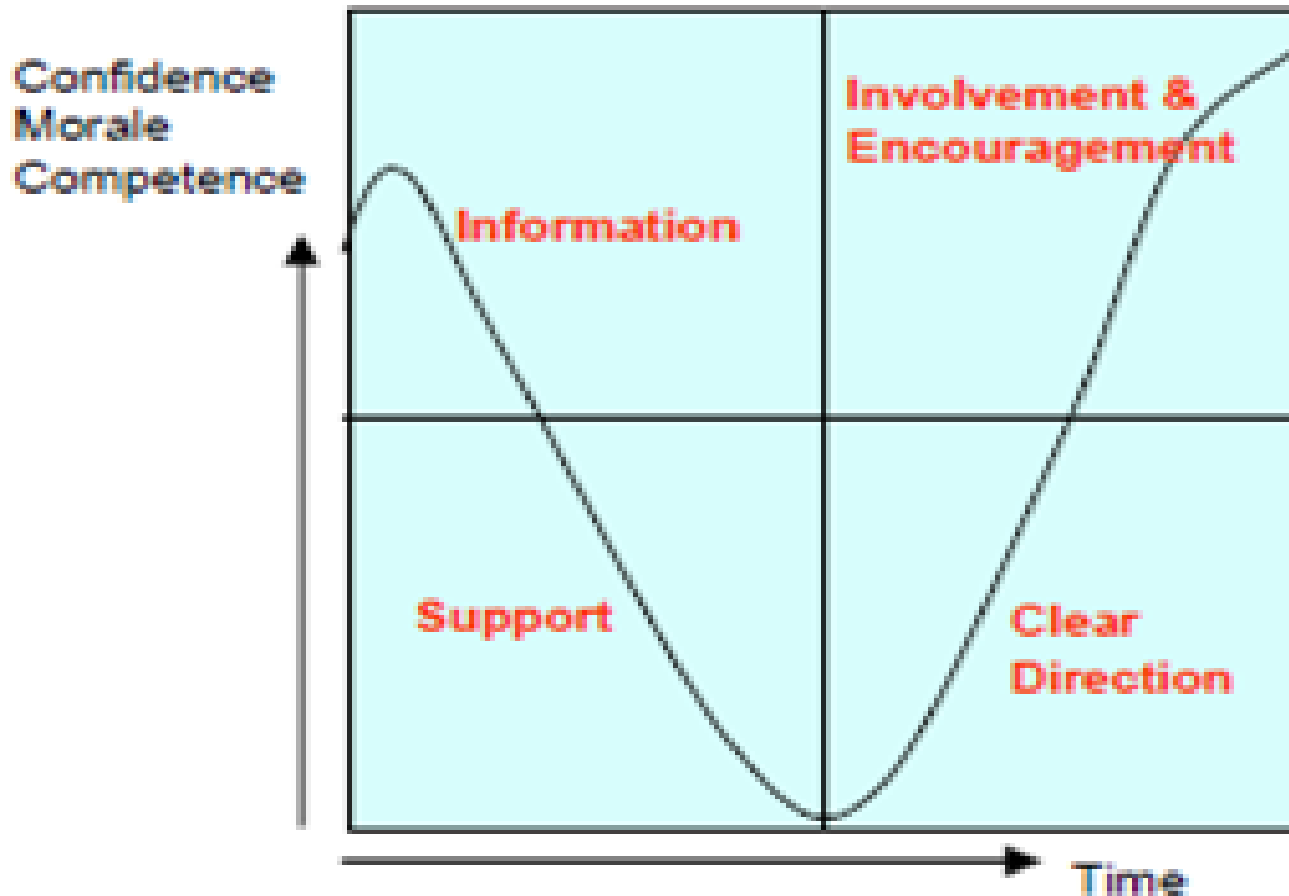 Confidence
Morale
Competence
Involvement &
Encouragement
Information
Support
Clear
Direction
Time